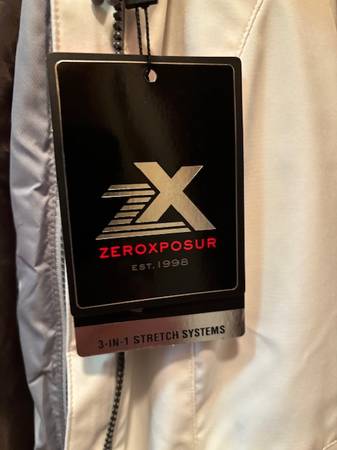 ZX
ZEROXPOSUR
EST. 1998
3-IN-1 STRETCH SYSTEMS